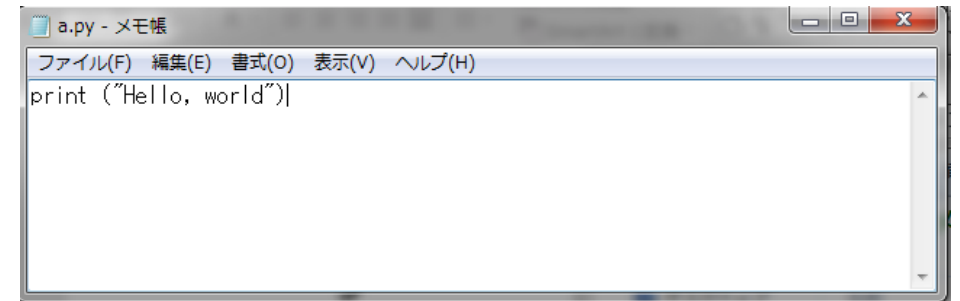 a.py - メモ帳
ファイル(F) 編集(E) 書式(O) 表示(V) ヘルプ(H)
print ("Hello, world")